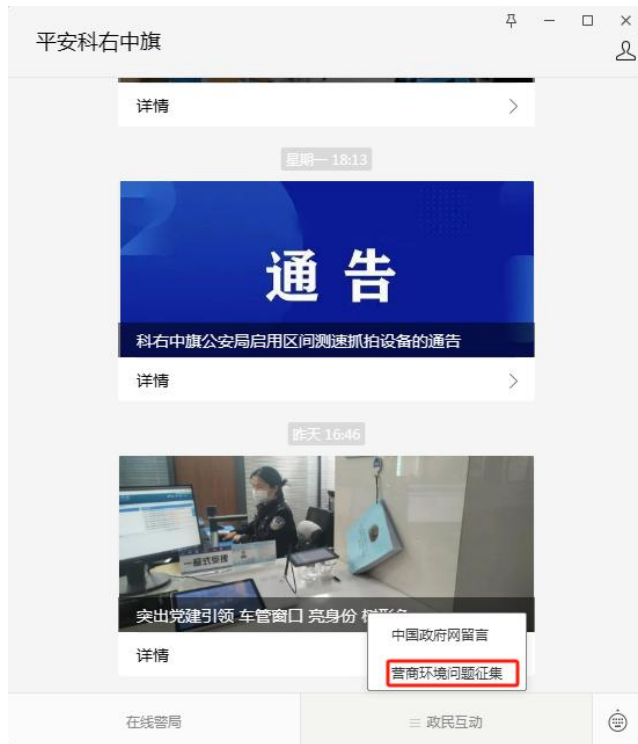 平安科右中旗
详情
星期一 18:13
通告
科右中旗公安局启用区间测速抓拍设备的通告
详情
昨天 16:46
一窗式受理
突出党建引领 车管窗口 亮身份 树形象
中国政府网留言
详情
营商环境问题征集
在线警局
政民互动